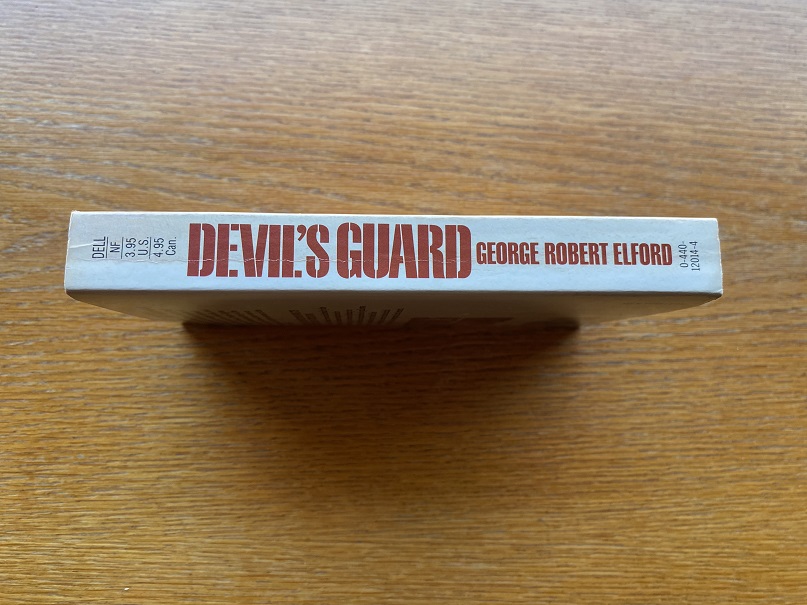 DELL
NF
3.95
U.S.
4.95
Can.
DEVIL'S GUARD
GEORGE ROBERT ELFORD
0-440-
12014-4